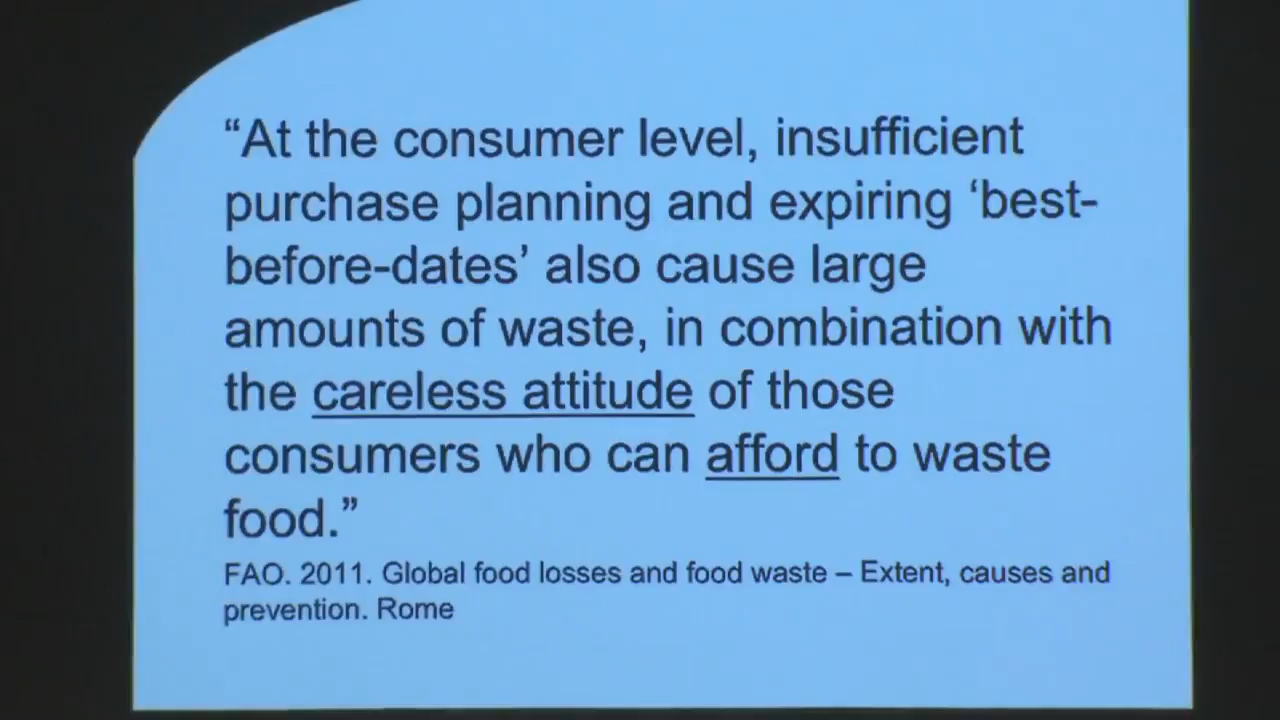 “At the consumer level, insufficient
purchase planning and expiring ‘best-
before-dates’ also cause large
amounts of waste, in combination with
the careless attitude of those
consumers who can afford to waste
food.”
FAO. 2011. Global food losses and food waste – Extent, causes and
prevention. Rome